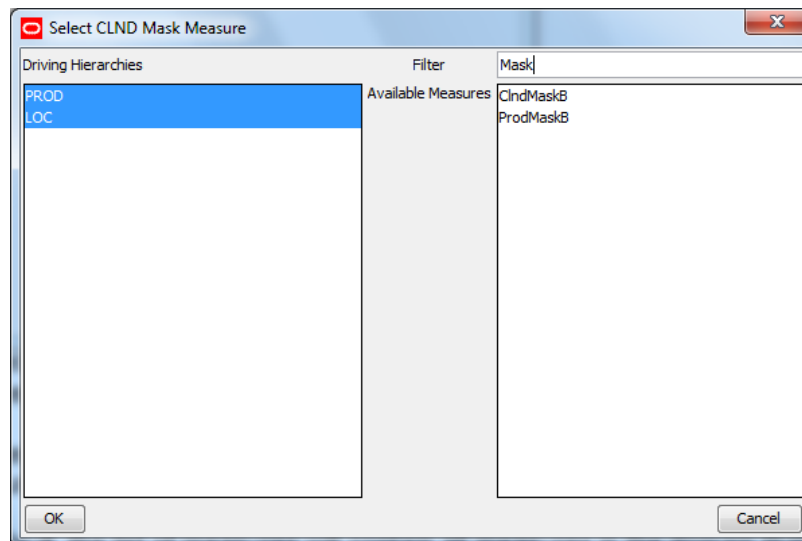 Select CLND Mask Measure
Driving Hierarchies
Filter
Mask
PROD
LOC
Available Measures
ClndMaskB
ProdMaskB
OK
Cancel